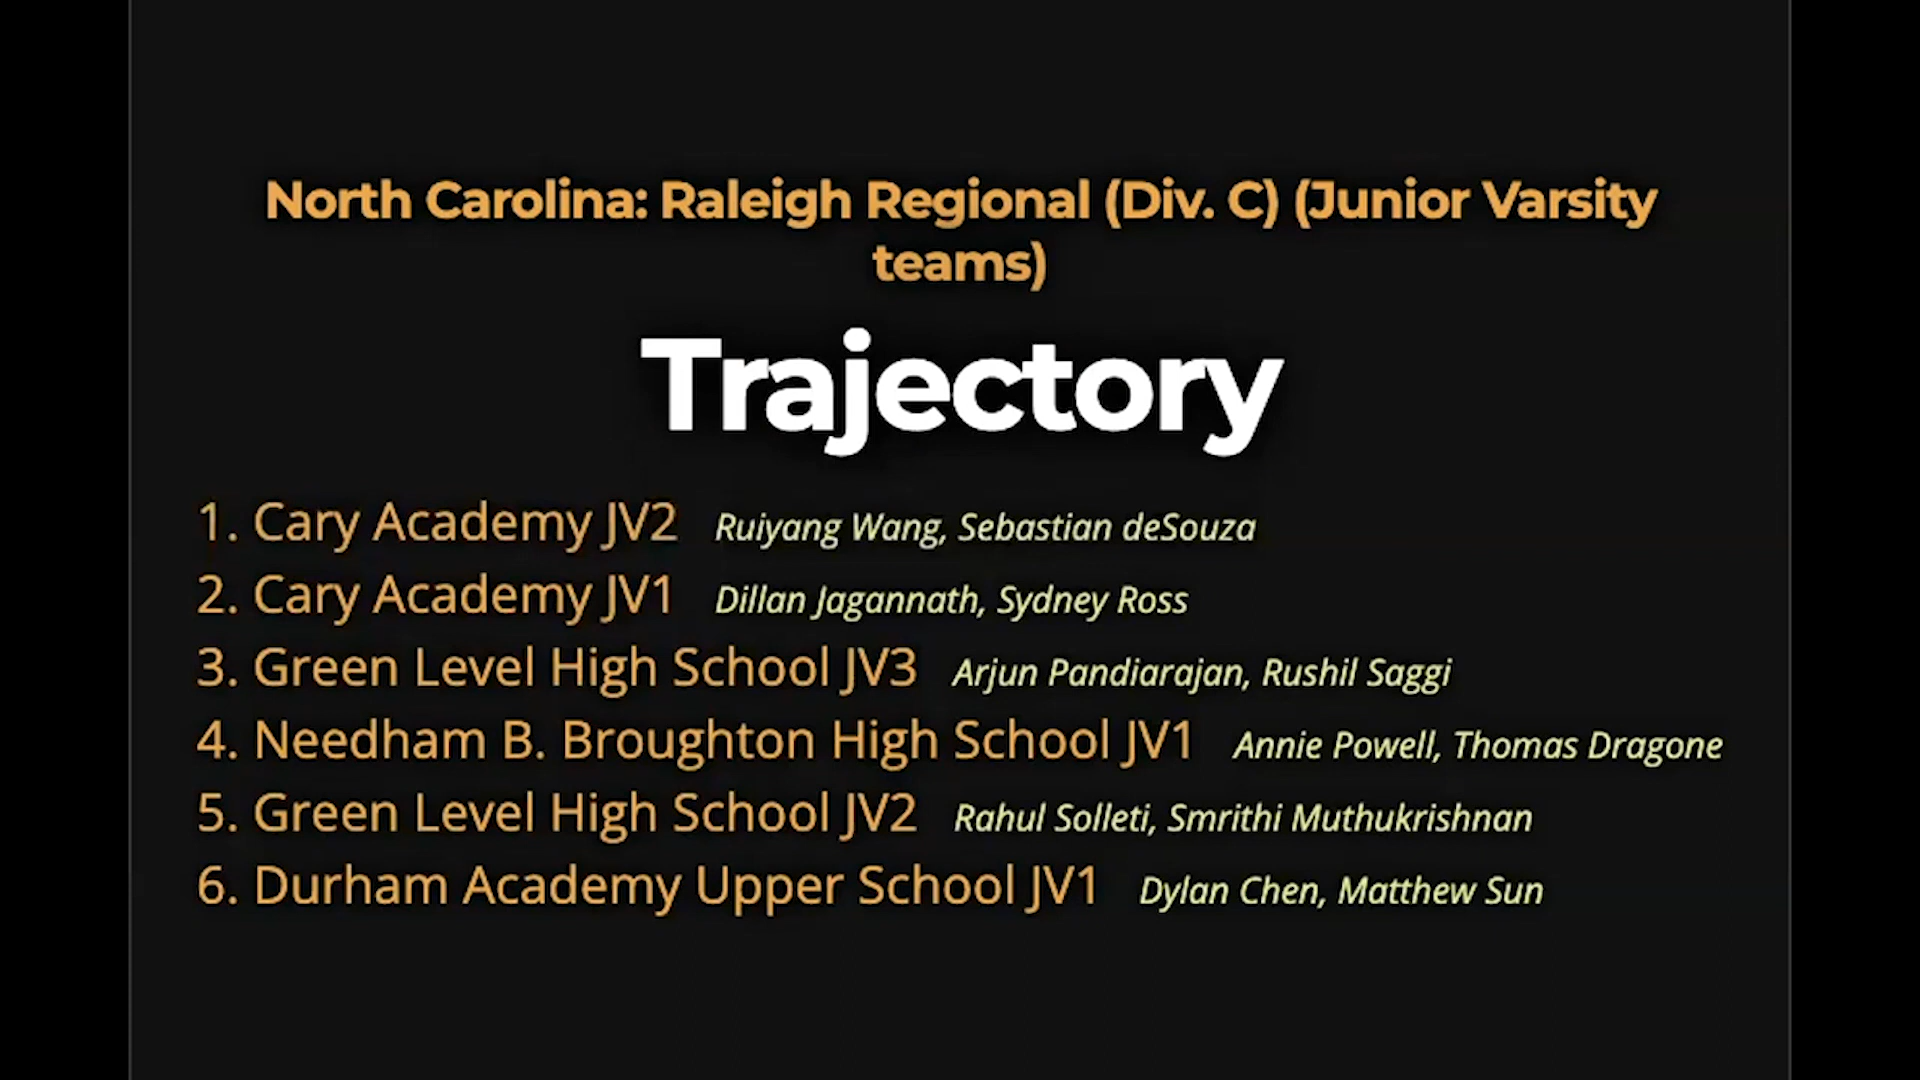 North Carolina: Raleigh Regional (Div. C) (Junior Varsity
teams)
Trajectory
1. Cary Academy JV2 Ruiyang Wang, Sebastian deSouza
2. Cary Academy JV1 Dillan Jagannath, Sydney Ross
3. Green Level High School JV3 Arjun Pandiarajan, Rushil Saggi
4. Needham B. Broughton High School JV1 Annie Powell, Thomas Dragone
5. Green Level High School JV2 Rahul Solleti, Smrithi Muthukrishnan
6. Durham Academy Upper School JV1 Dylan Chen, Matthew Sun